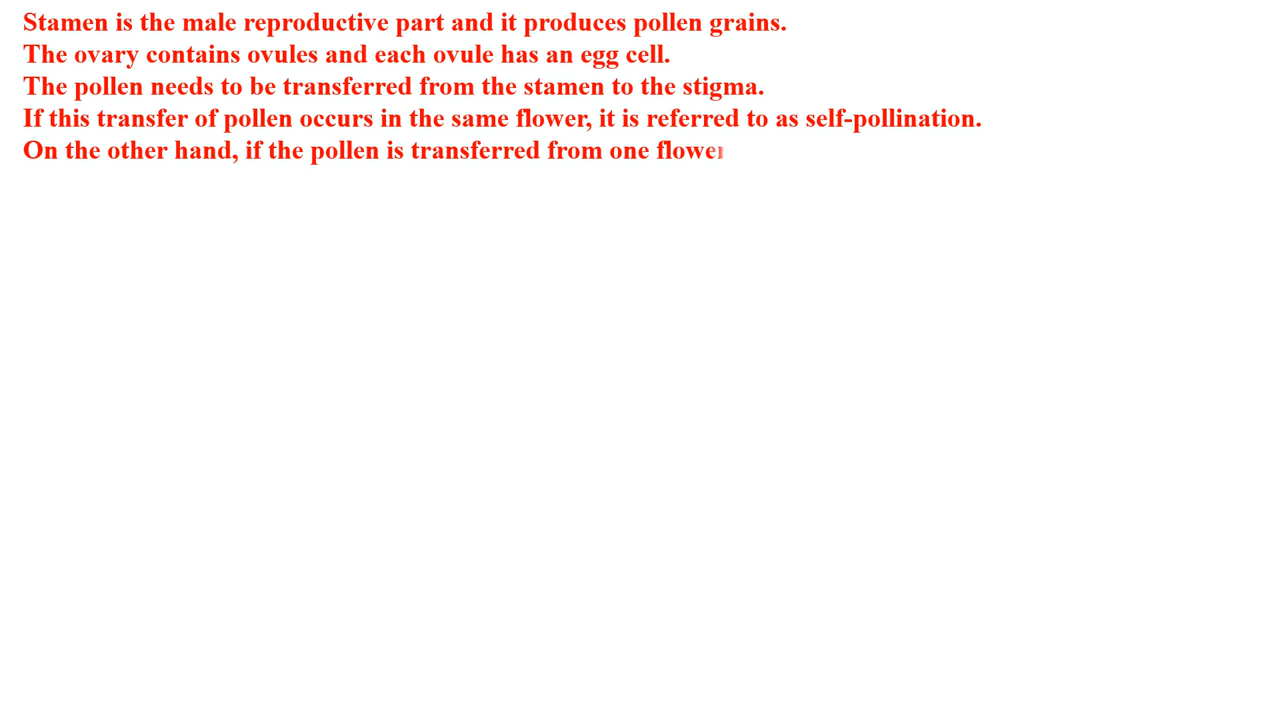 Stamen is the male reproductive part and it produces pollen grains.
The ovary contains ovules and each ovule has an egg cell.
The pollen needs to be transferred from the stamen to the stigma.
If this transfer of pollen occurs in the same flower, it is referred to as self-pollination.
On the other hand, if the pollen is transferred from one flower